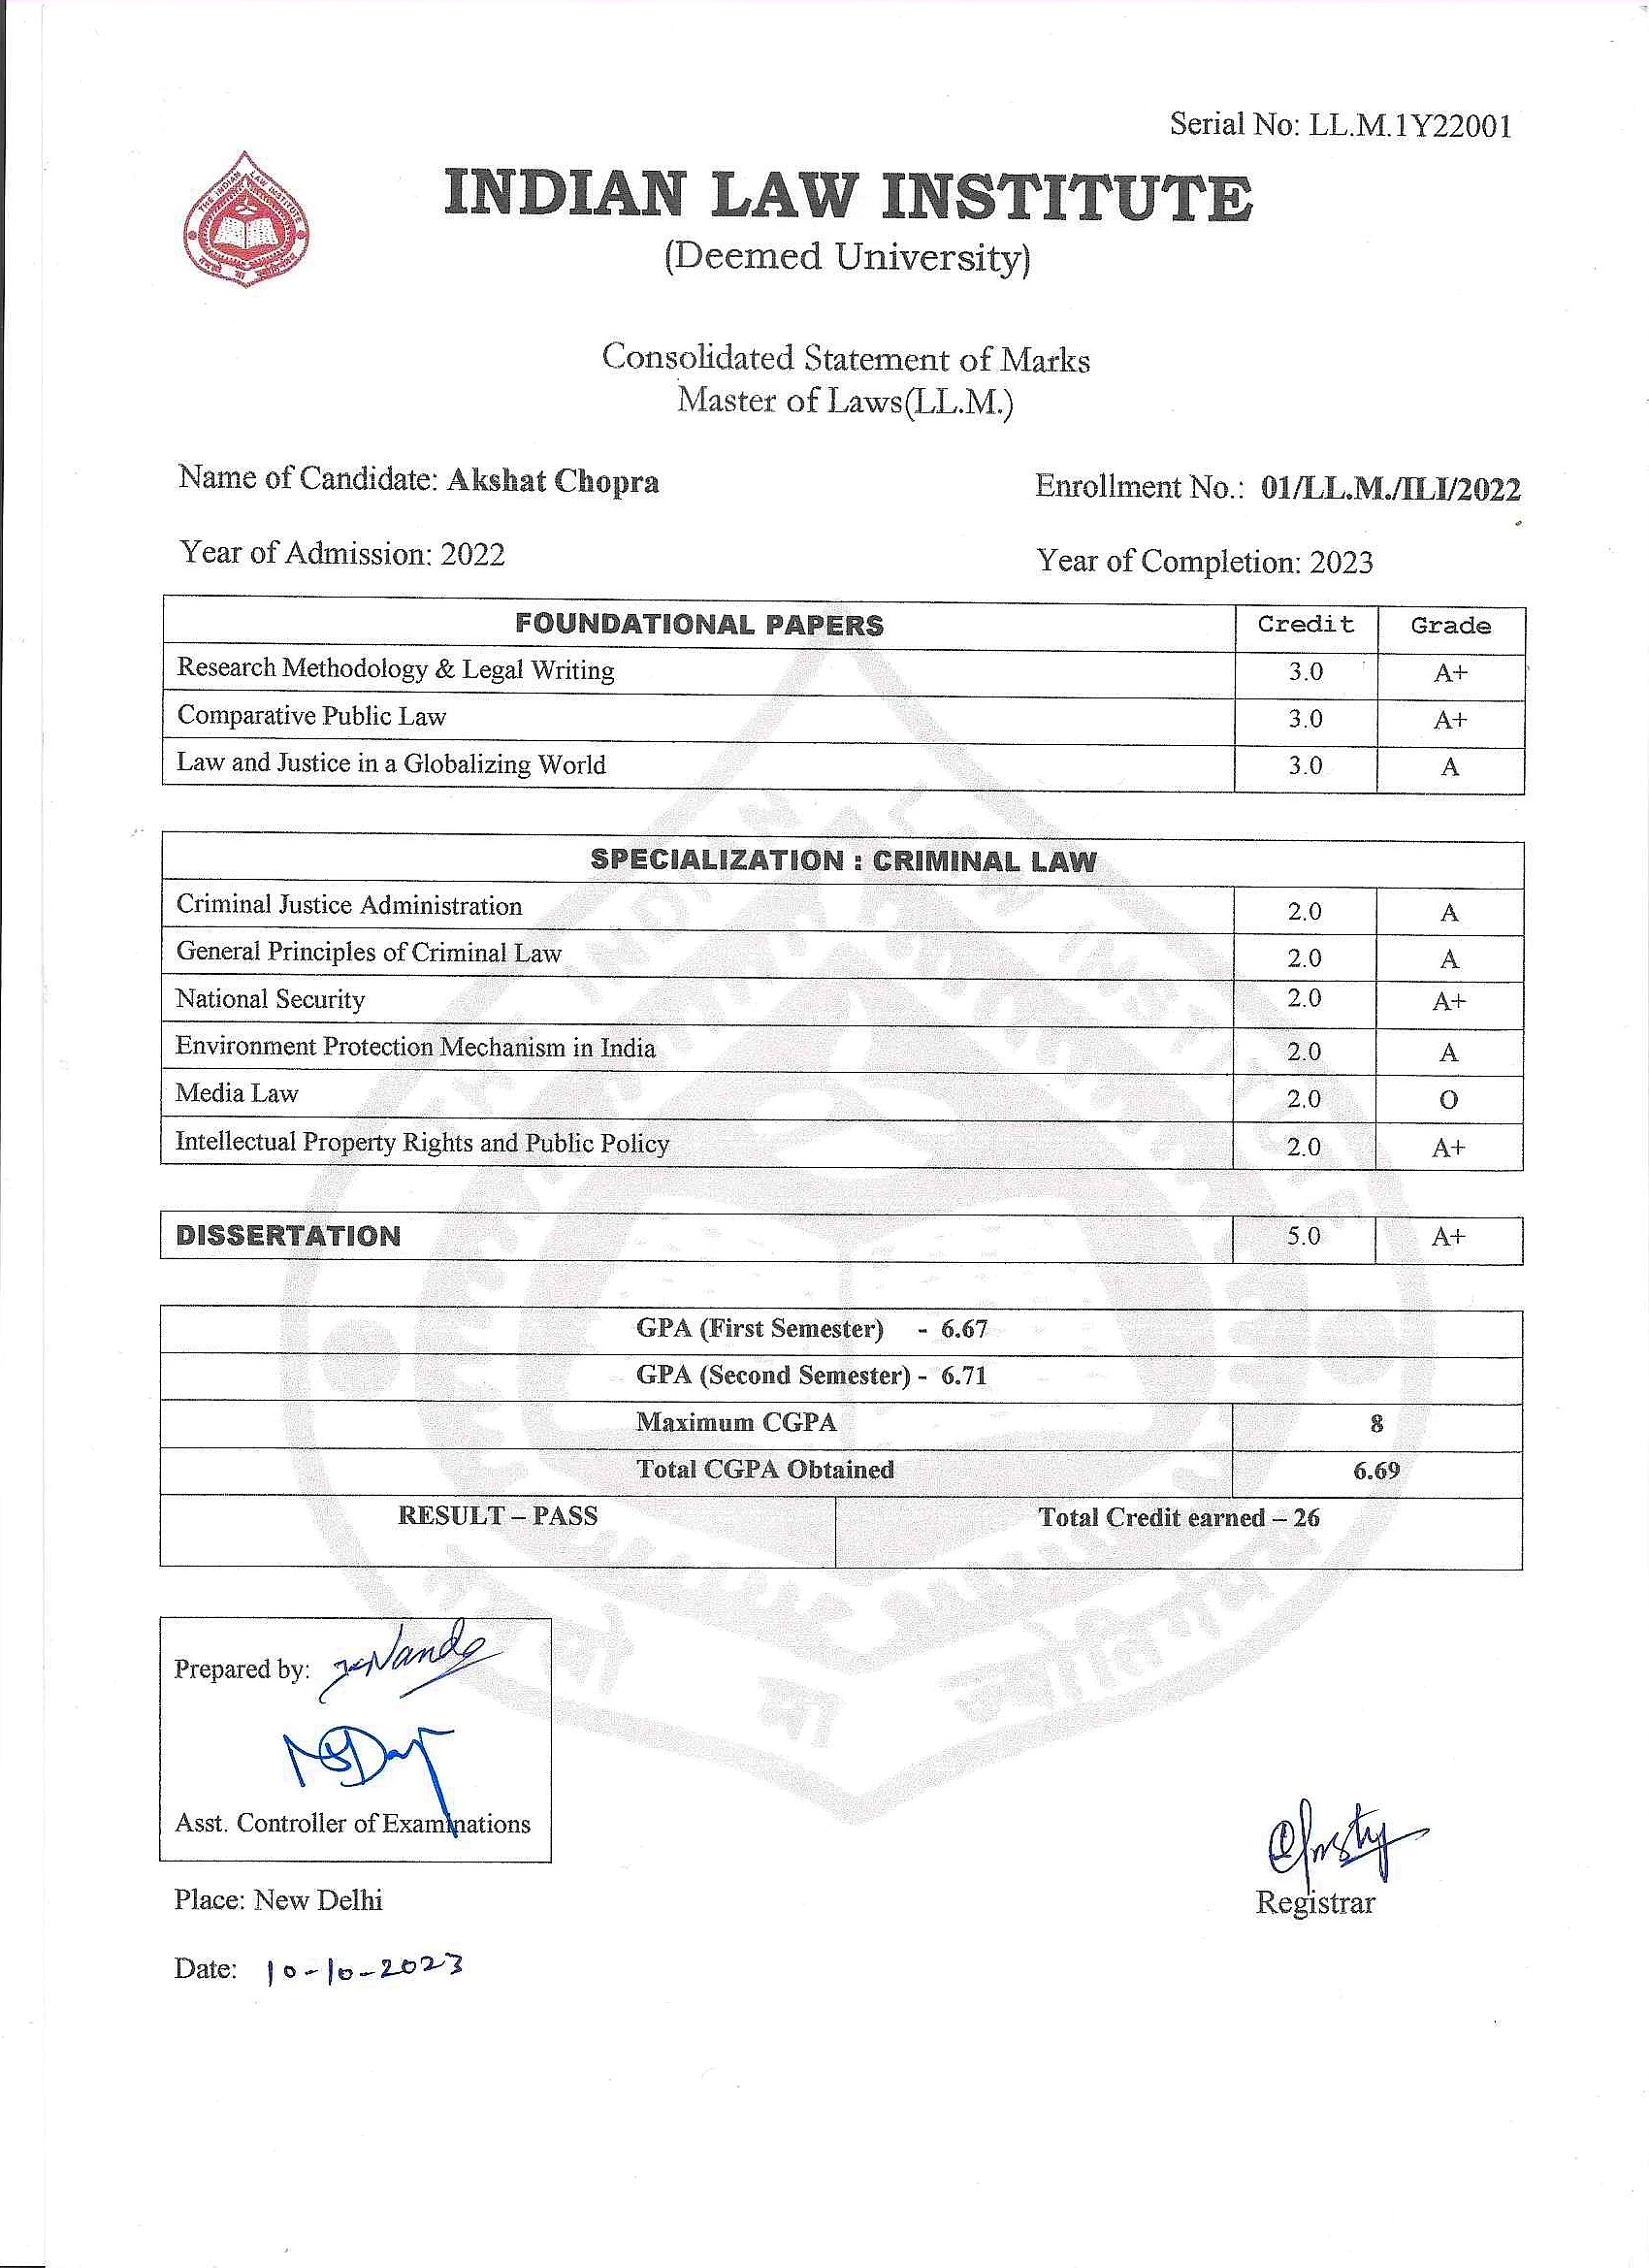 Serial No: LL.M.1Y22001
THE INDIAN LAW INSTITUTE
INDIAN LAW INSTITUTE
(Deemed University)
Consolidated Statement of Marks
Master of Laws(LL.M.)
Name of Candidate: Akshat Chopra Enrollment No.: 01/LL.M./ILI/2022
Year of Admission: 2022 Year of Completion: 2023
FOUNDATIONAL PAPERS Credit Grade
Research Methodology & Legal Writing 3.0 A+
Comparative Public Law 3.0 A+
Law and Justice in a Globalizing World 3.0 A
SPECIALIZATION : CRIMINAL LAW
Criminal Justice Administration 2.0 A
General Principles of Criminal Law 2.0 A
National Security 2.0 A+
Environment Protection Mechanism in India 2.0 A
Media Law 2.0 O
Intellectual Property Rights and Public Policy 2.0 A+
DISSERTATION 5.0 A+
GPA (First Semester) - 6.67
GPA (Second Semester) - 6.71
Maximum CGPA 8
Total CGPA Obtained 6.69
RESULT – PASS Total Credit earned – 26
Prepared by:
Asst. Controller of Examinations
Place: New Delhi
Registrar
Date: 10-10-2023